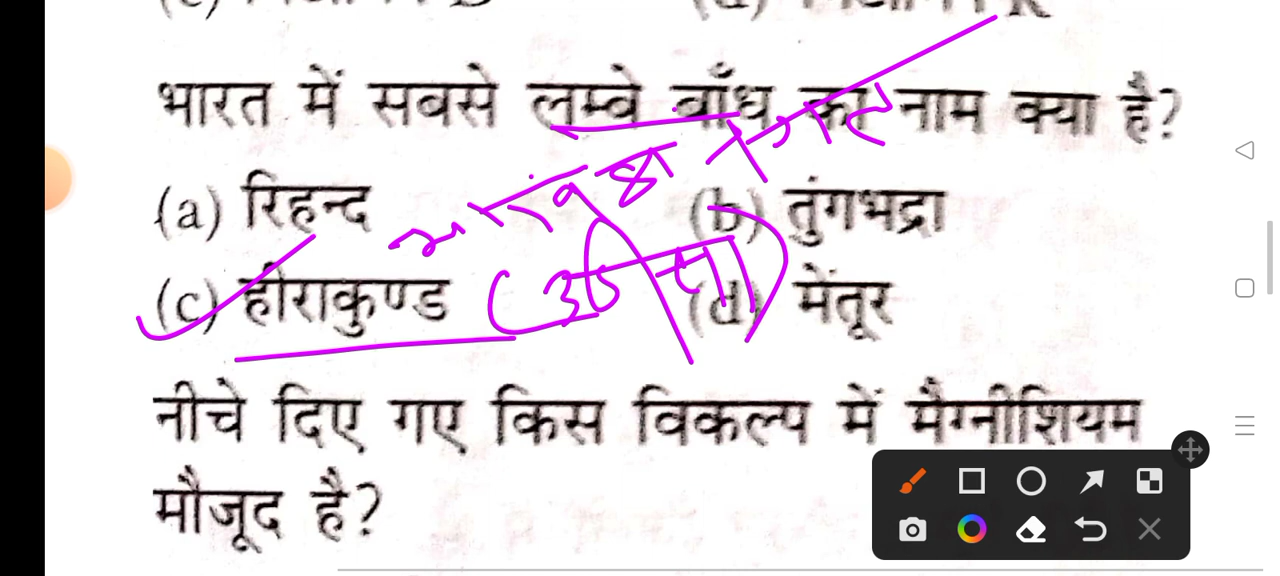 भारत में सबसे लम्बे बाँध का नाम क्या है?
(a) रिहन्द (b) तुंगभद्रा
(c) हीराकुण्ड (d) मेंतूर
नीचे दिए गए किस विकल्प में मैग्नीशियम
मौजूद है?